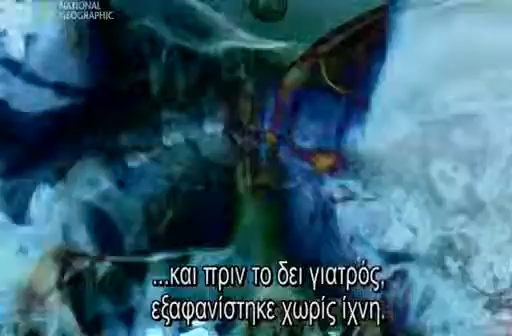 NATIONAL
GEOGRAPHIC
...και πριν το δει γιατρός,
εξαφανίστηκε χωρίς ίχνη.